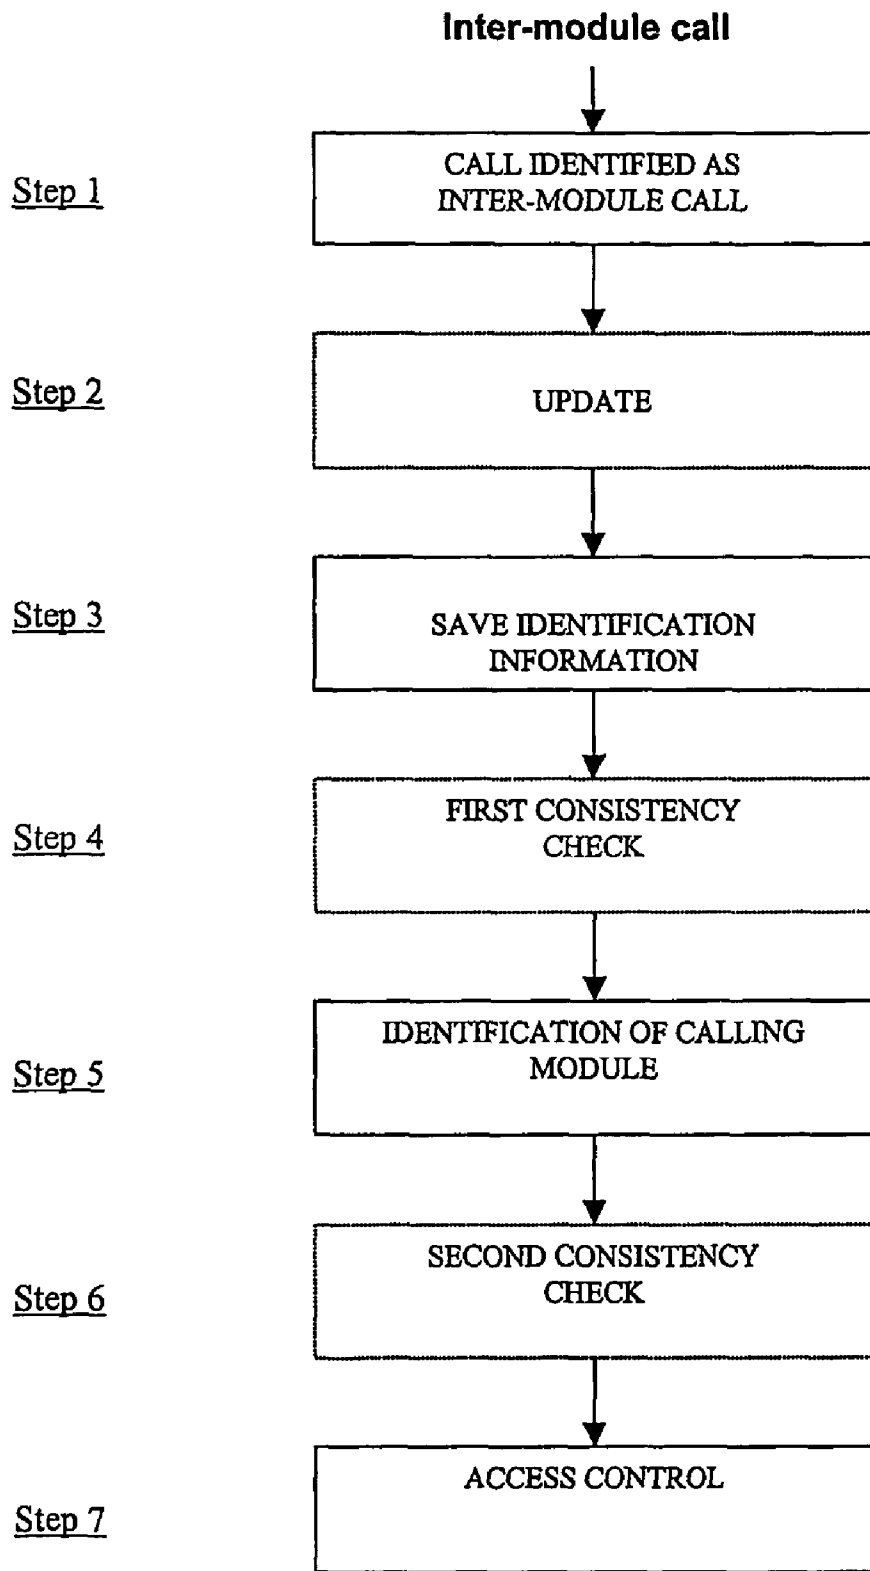 Inter-module call
Step 1
CALL IDENTIFIED AS
INTER-MODULE CALL
Step 2
UPDATE
Step 3
SAVE IDENTIFICATION
INFORMATION
Step 4
FIRST CONSISTENCY
CHECK
Step 5
IDENTIFICATION OF CALLING
MODULE
Step 6
SECOND CONSISTENCY
CHECK
Step 7
ACCESS CONTROL